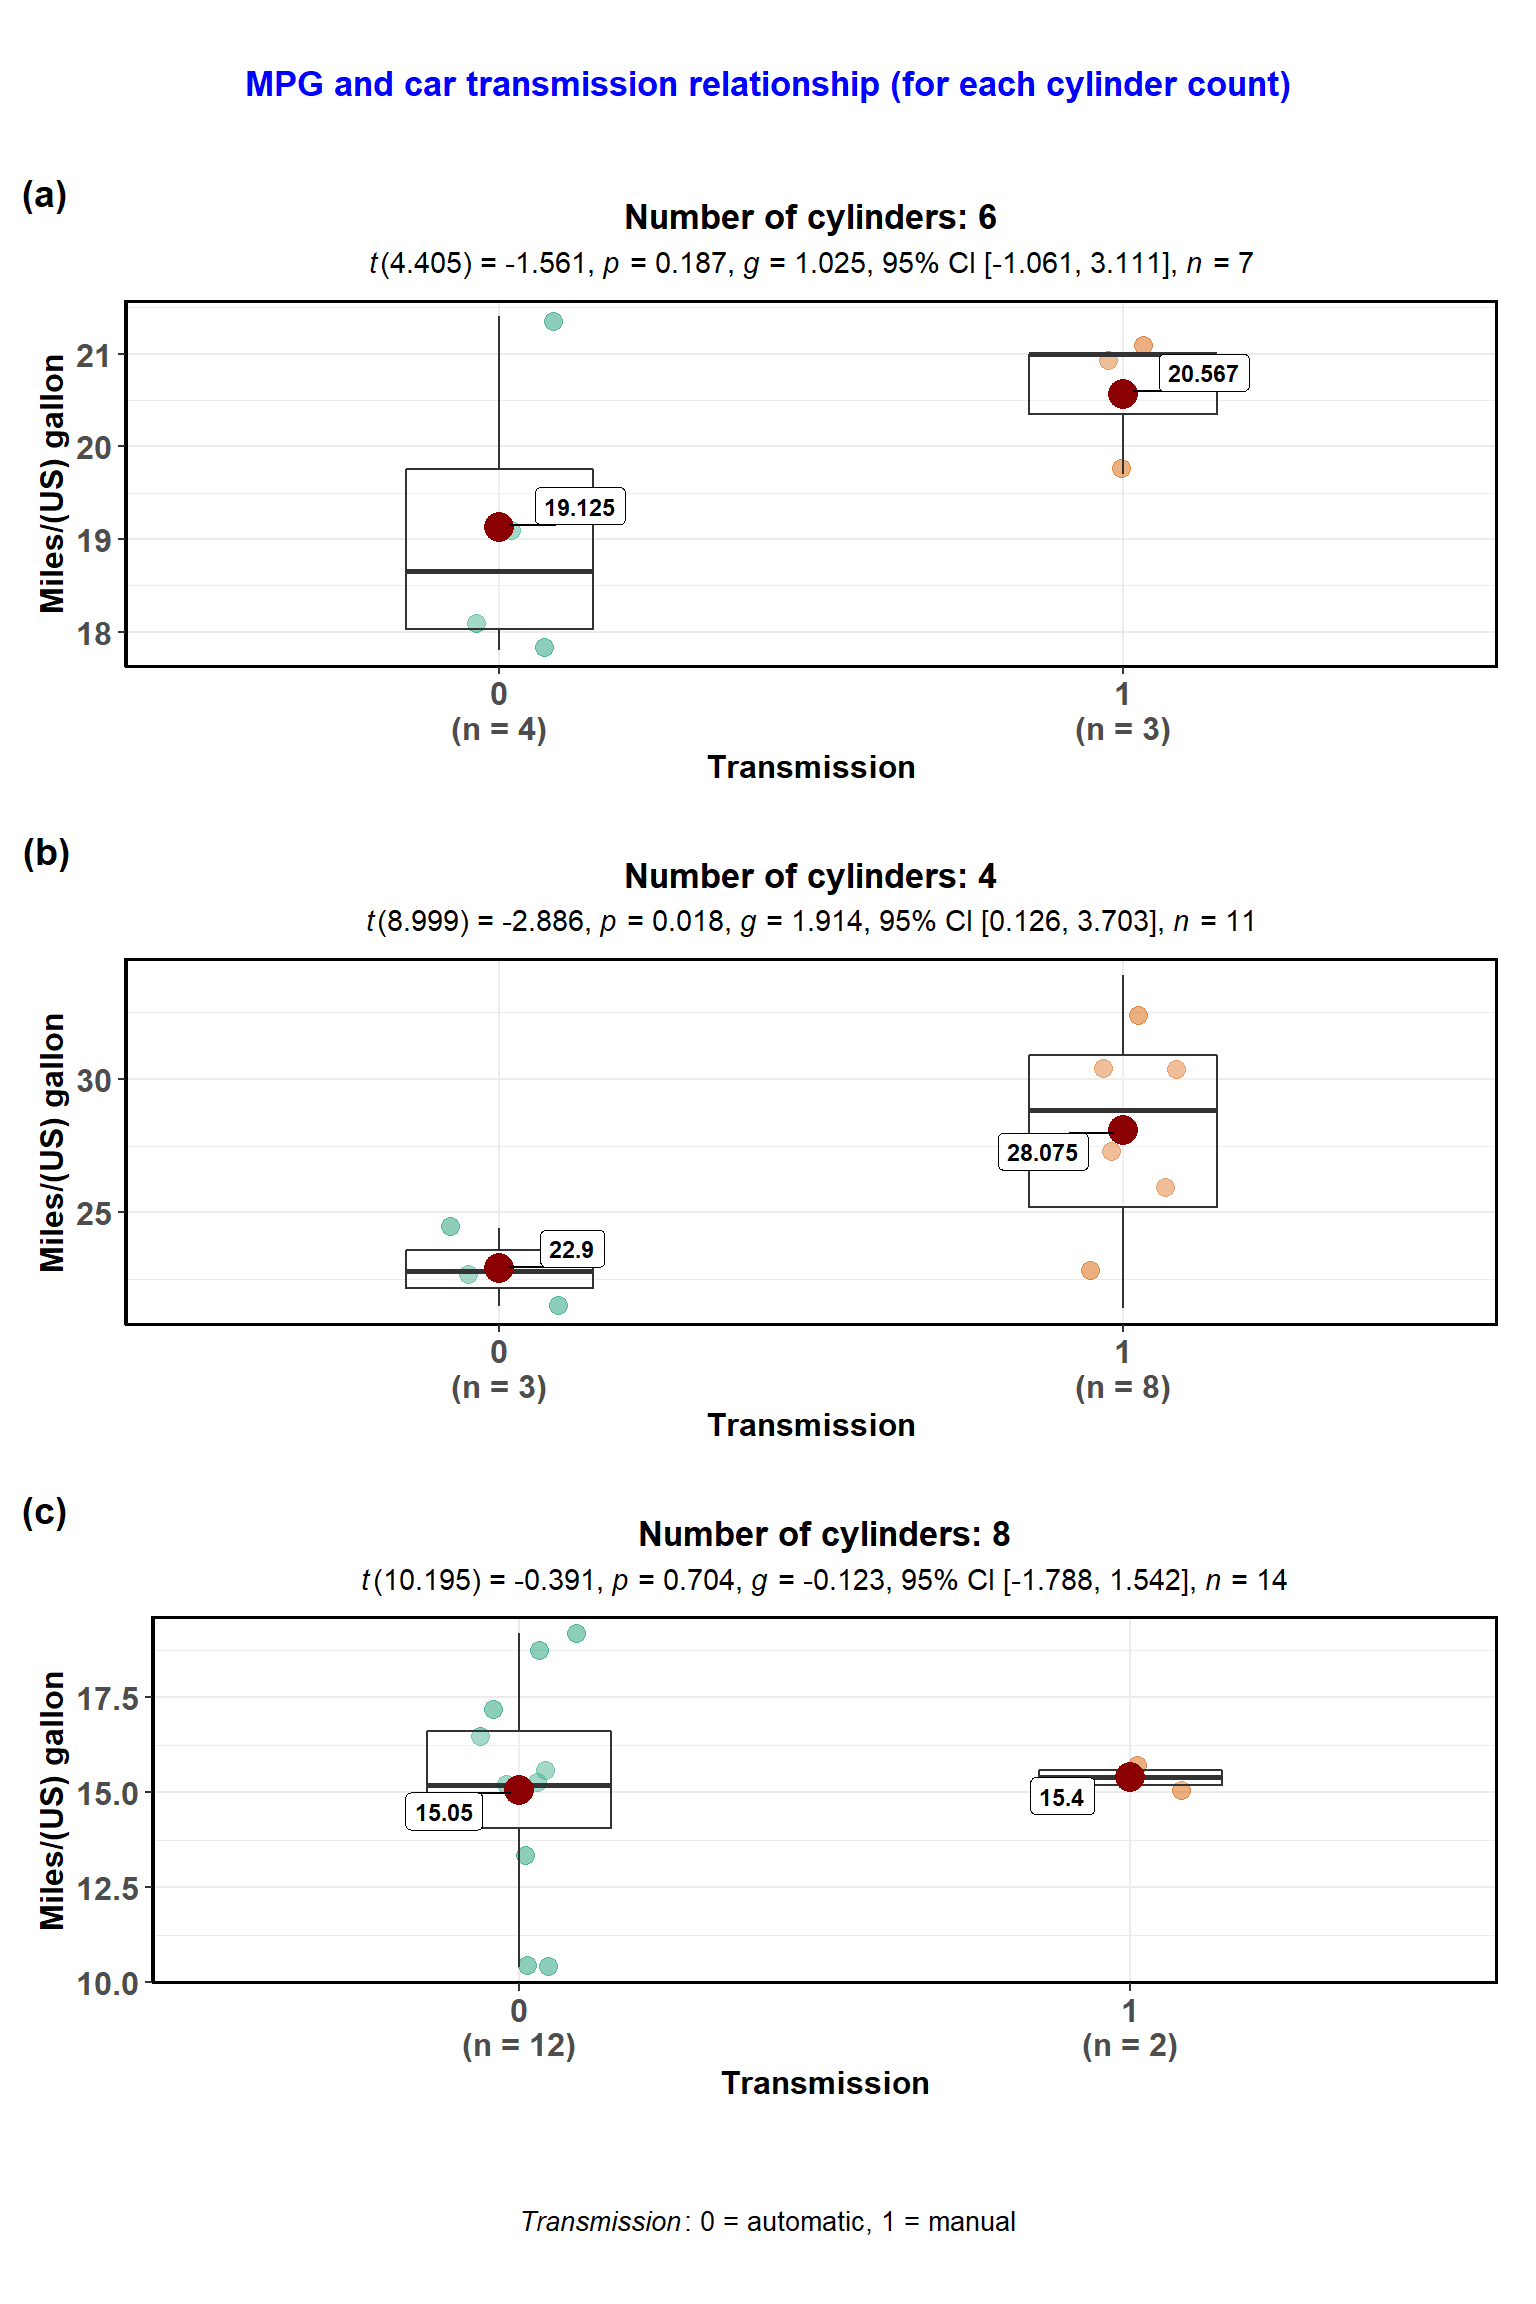 MPG and car transmission relationship (for each cylinder count)
(a)
Number of cylinders: 6
t(4.405) = -1.561, p = 0.187, g = 1.025, 95% CI [-1.061, 3.111], n = 7
Miles/(US) gallon
21
20
19
18
19.125
20.567
0
(n = 4)
1
(n = 3)
Transmission
(b)
Number of cylinders: 4
t(8.999) = -2.886, p = 0.018, g = 1.914, 95% CI [0.126, 3.703], n = 11
Miles/(US) gallon
30
25
22.9
28.075
0
(n = 3)
1
(n = 8)
Transmission
(c)
Number of cylinders: 8
t(10.195) = -0.391, p = 0.704, g = -0.123, 95% CI [-1.788, 1.542], n = 14
Miles/(US) gallon
17.5
15.0
12.5
10.0
15.05
15.4
0
(n = 12)
1
(n = 2)
Transmission
Transmission: 0 = automatic, 1 = manual